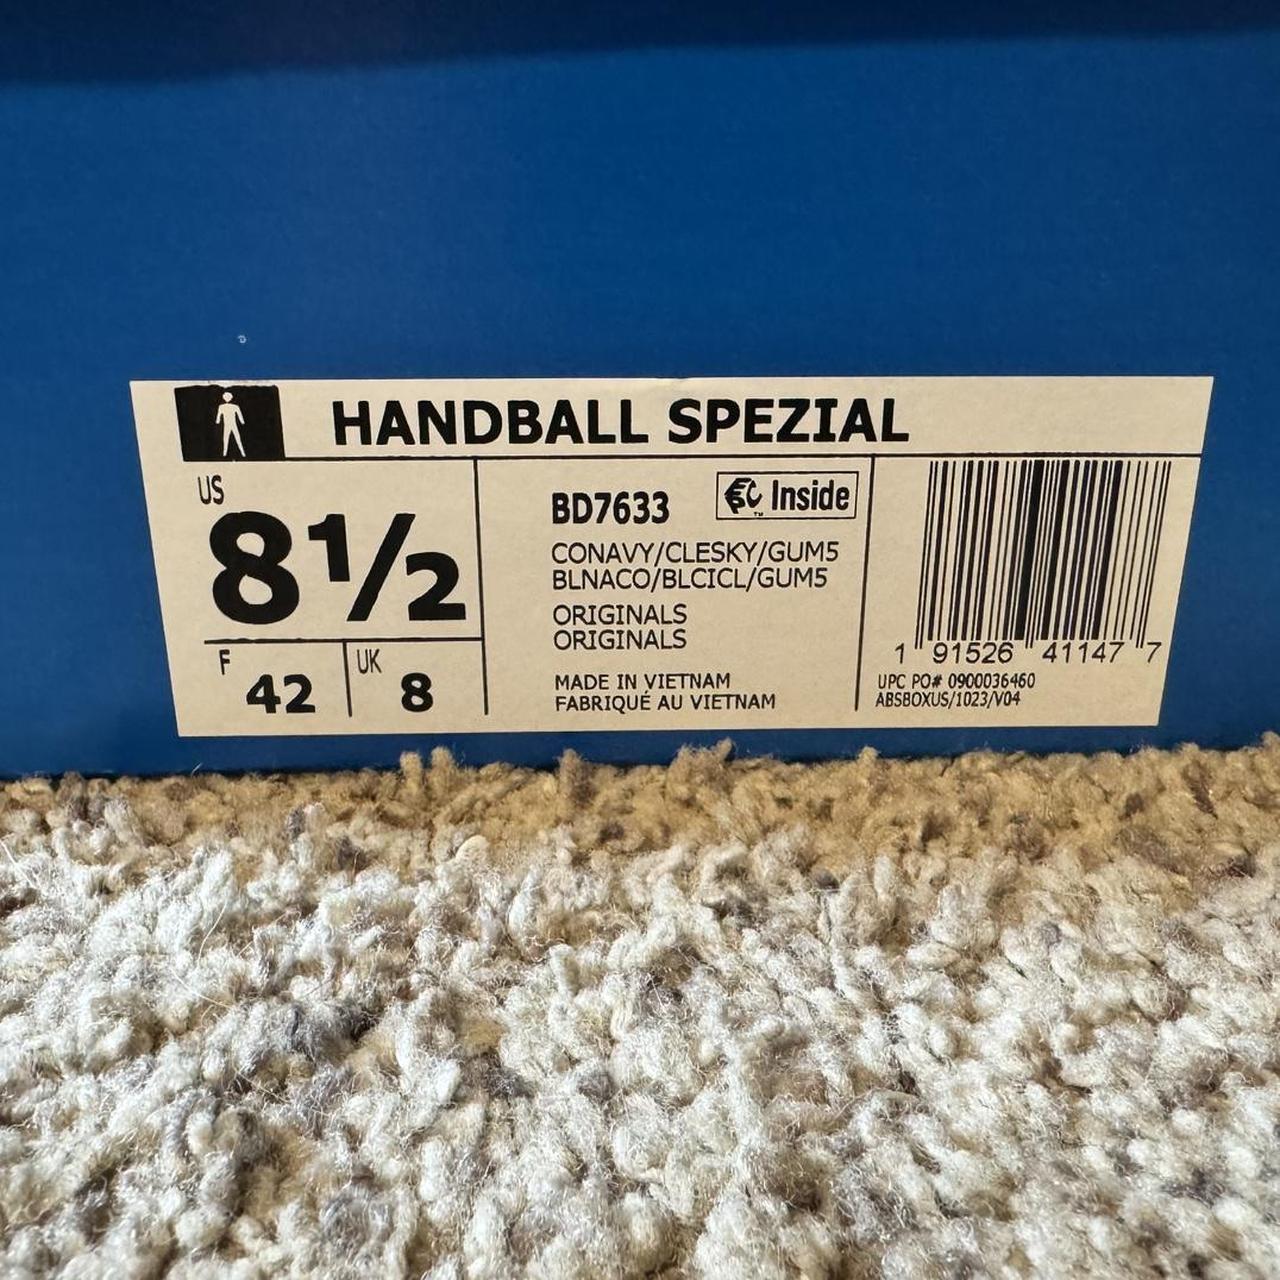 HANDBALL SPEZIAL
US
8½
F
42
UK
8
BD7633
Inside
CONAVY/CLESKY/GUM5
BLNACO/BLCICL/GUM5
ORIGINALS
ORIGINALS
MADE IN VIETNAM
FABRIQUÉ AU VIETNAM
1 91526 41147 7
UPC PO# 0900036460
ABSBOXUS/1023/V04